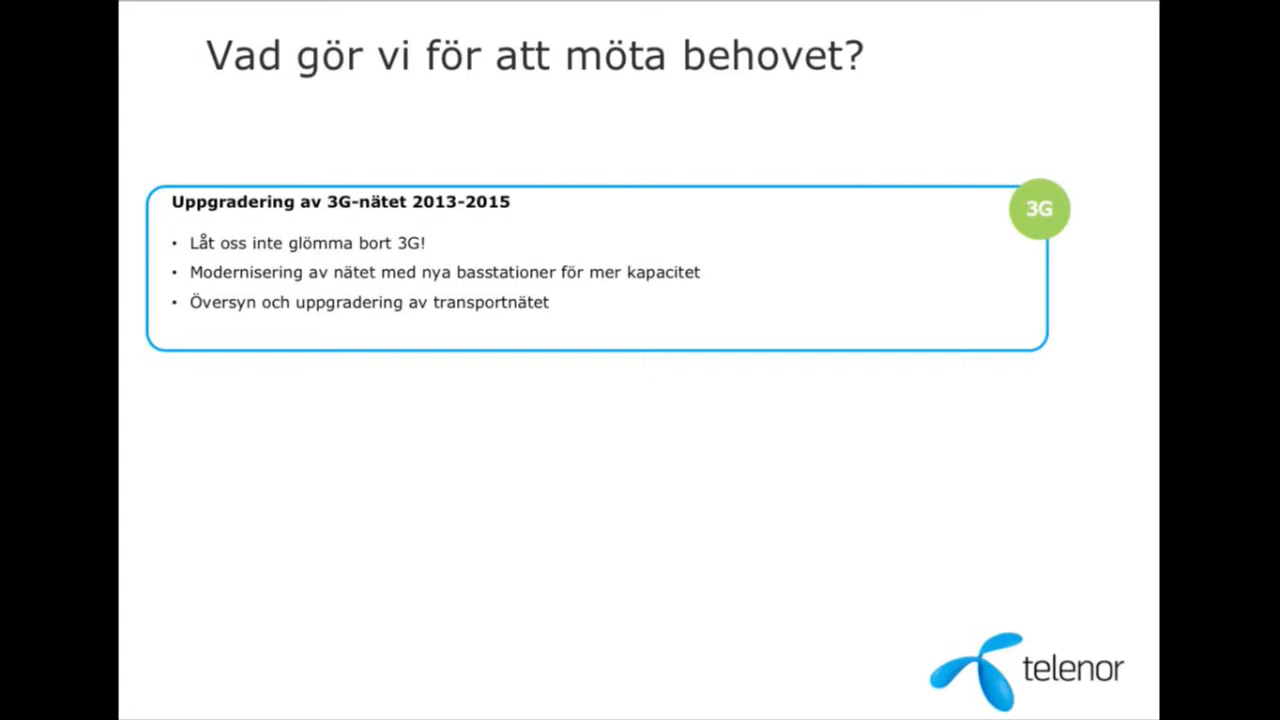 Vad gör vi för att möta behovet?
Uppgradering av 3G-nätet 2013-2015
3G
• Låt oss inte glömma bort 3G!
• Modernisering av nätet med nya basstationer för mer kapacitet
• Översyn och uppgradering av transportnätet
telenor